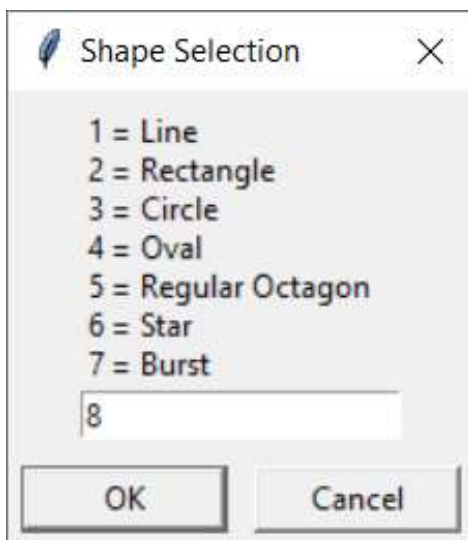 Shape Selection
1 = Line
2 = Rectangle
3 = Circle
4 = Oval
5 = Regular Octagon
6 = Star
7 = Burst
8
OK Cancel